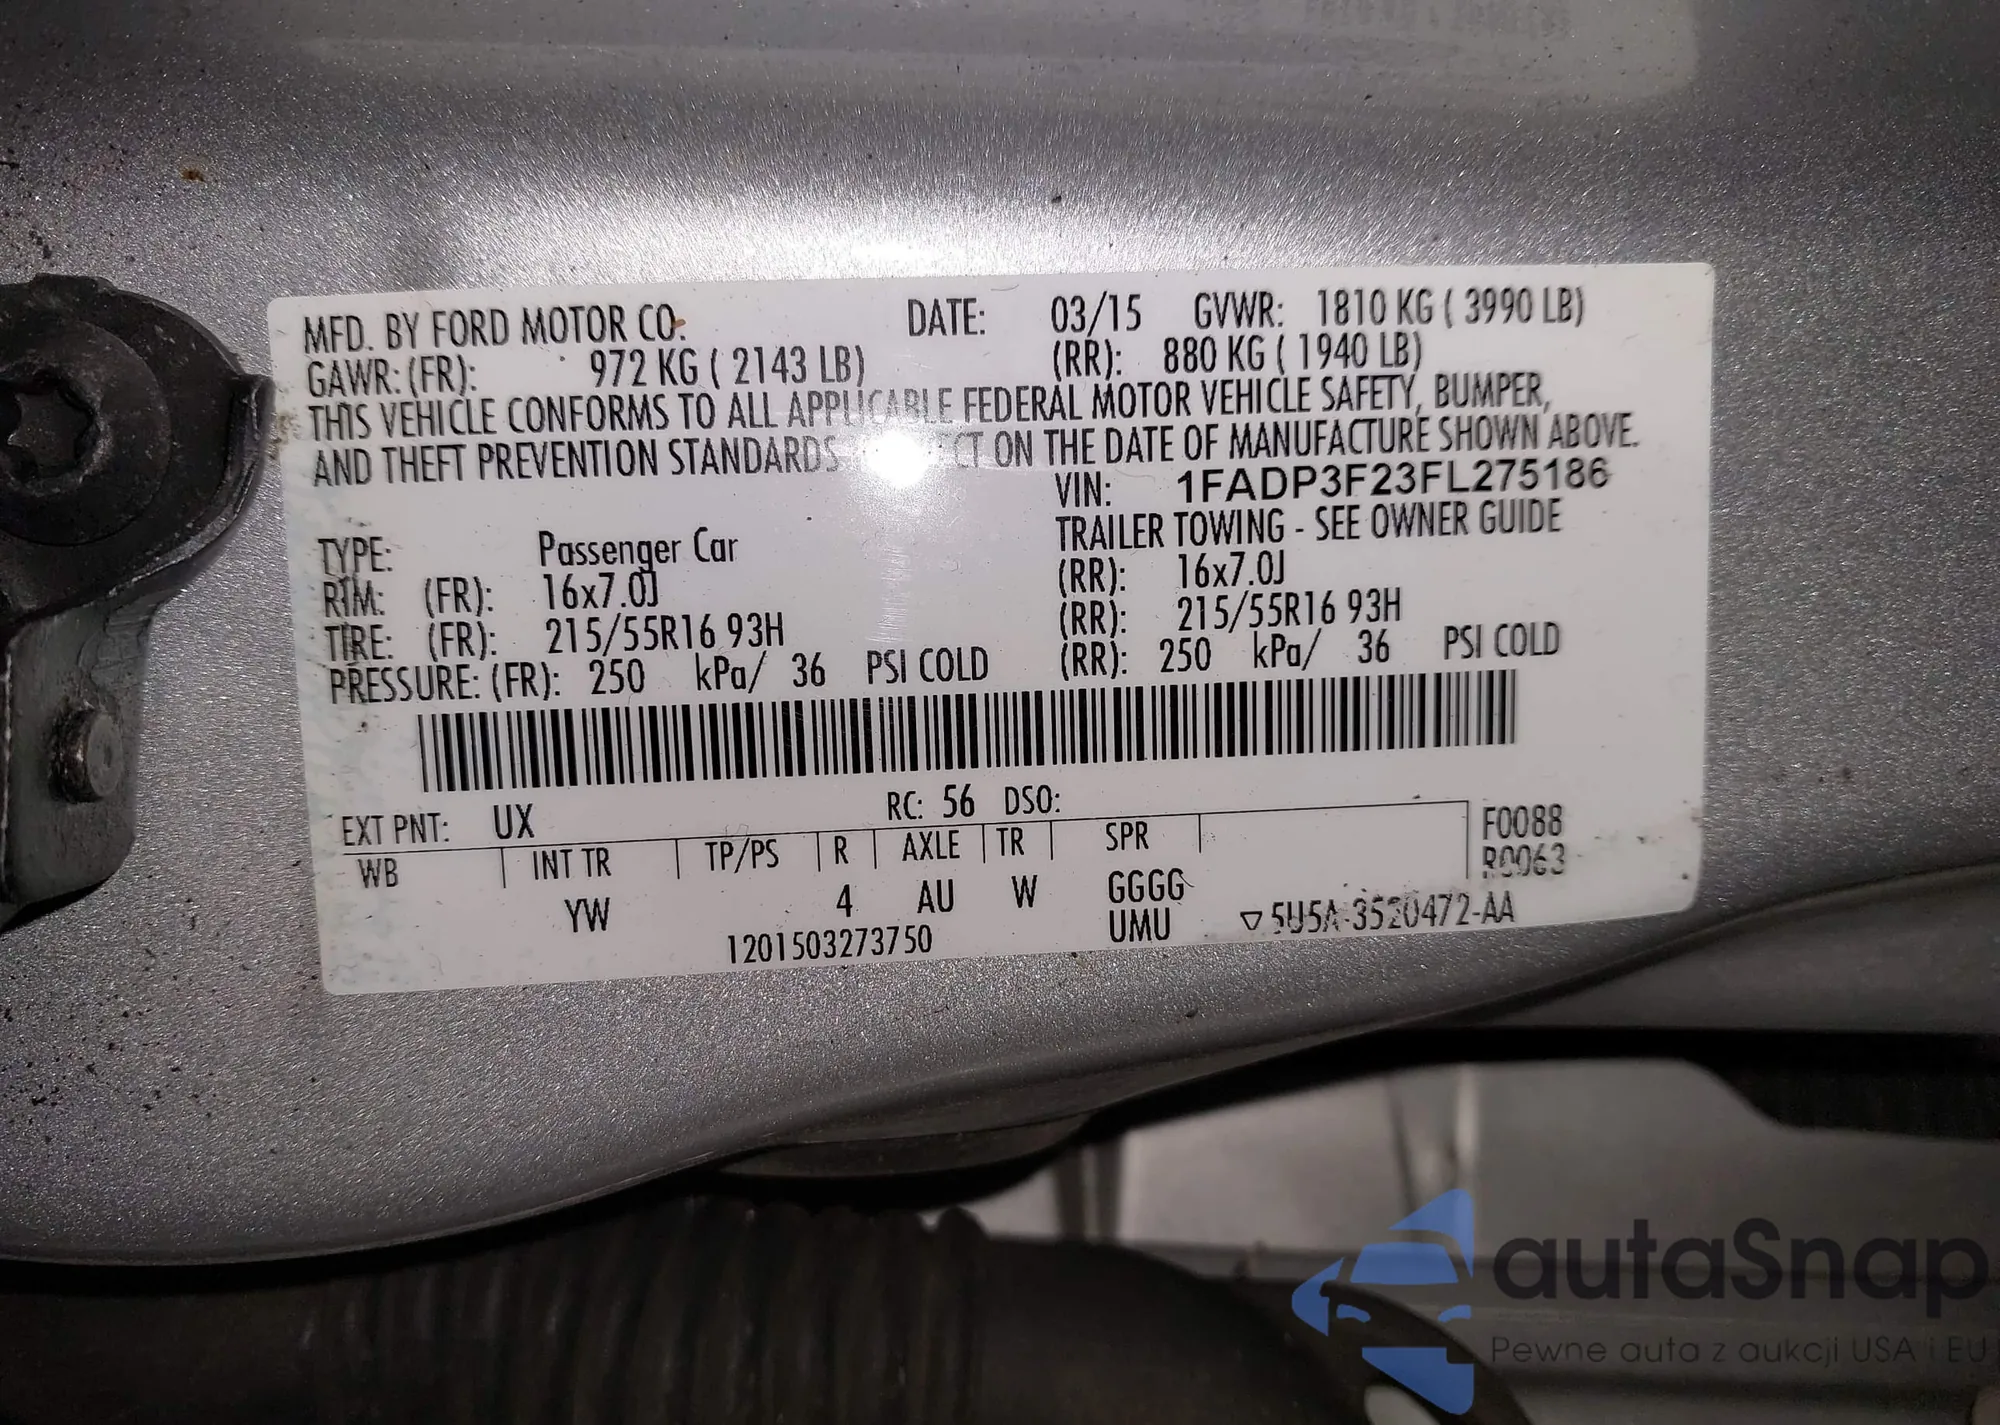 MFD. BY FORD MOTOR CO. DATE: 03/15 GVWR: 1810 KG ( 3990 LB)
GAWR: (FR): 972 KG ( 2143 LB) (RR): 880 KG ( 1940 LB)
THIS VEHICLE CONFORMS TO ALL APPLICABLE FEDERAL MOTOR VEHICLE SAFETY, BUMPER,
AND THEFT PREVENTION STANDARDS ON THE DATE OF MANUFACTURE SHOWN ABOVE.
VIN: 1FADP3F23FL275186
TRAILER TOWING - SEE OWNER GUIDE
TYPE: Passenger Car
RIM: (FR): 16x7.0J (RR): 16x7.0J
TIRE: (FR): 215/55R16 93H (RR): 215/55R16 93H
PRESSURE: (FR): 250 kPa/ 36 PSI COLD (RR): 250 kPa/ 36 PSI COLD
EXT PNT: UX RC: 56 DSO:
WB INT TR TP/PS R AXLE TR SPR F0088
R0063
YW 4 AU W GGGG
UMU ▽ 5U5A-3520472-AA
1201503273750
autaSnap
Pewne auta z aukcji USA i EU